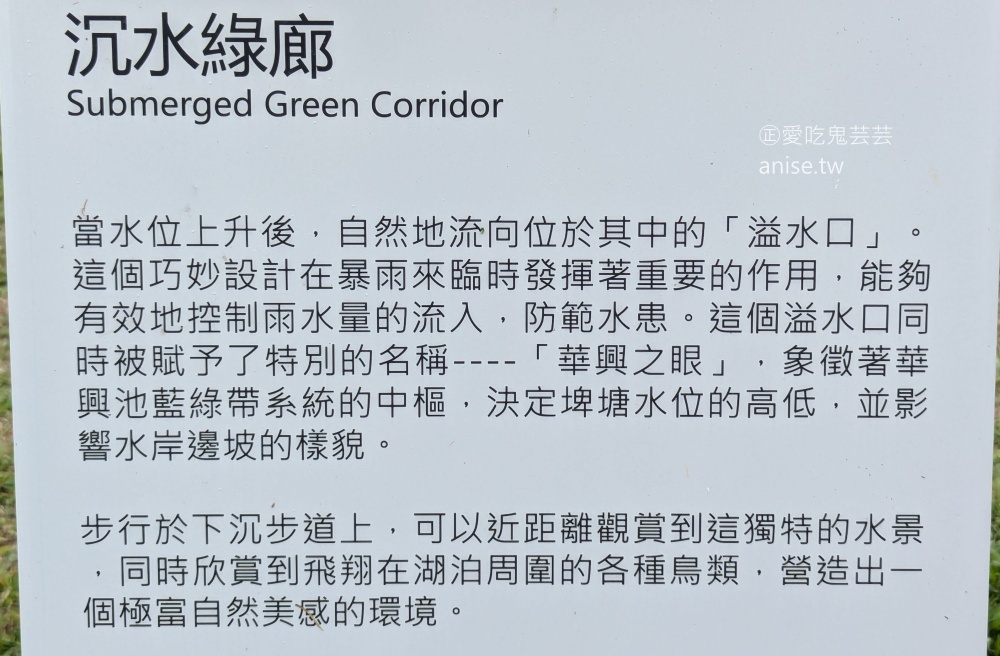 沉水綠廊
Submerged Green Corridor
㊣愛吃鬼芸芸
anise.tw
當水位上升後，自然地流向位於其中的「溢水口」。
這個巧妙設計在暴雨來臨時發揮著重要的作用，能夠
有效地控制雨水量的流入，防範水患。這個溢水口同
時被賦予了特別的名稱----「華興之眼」，象徵著華
興池藍綠帶系統的中樞，決定埤塘水位的高低，並影
響水岸邊坡的樣貌。
步行於下沉步道上，可以近距離觀賞到這獨特的水景
，同時欣賞到飛翔在湖泊周圍的各種鳥類，營造出一
個極富自然美感的環境。